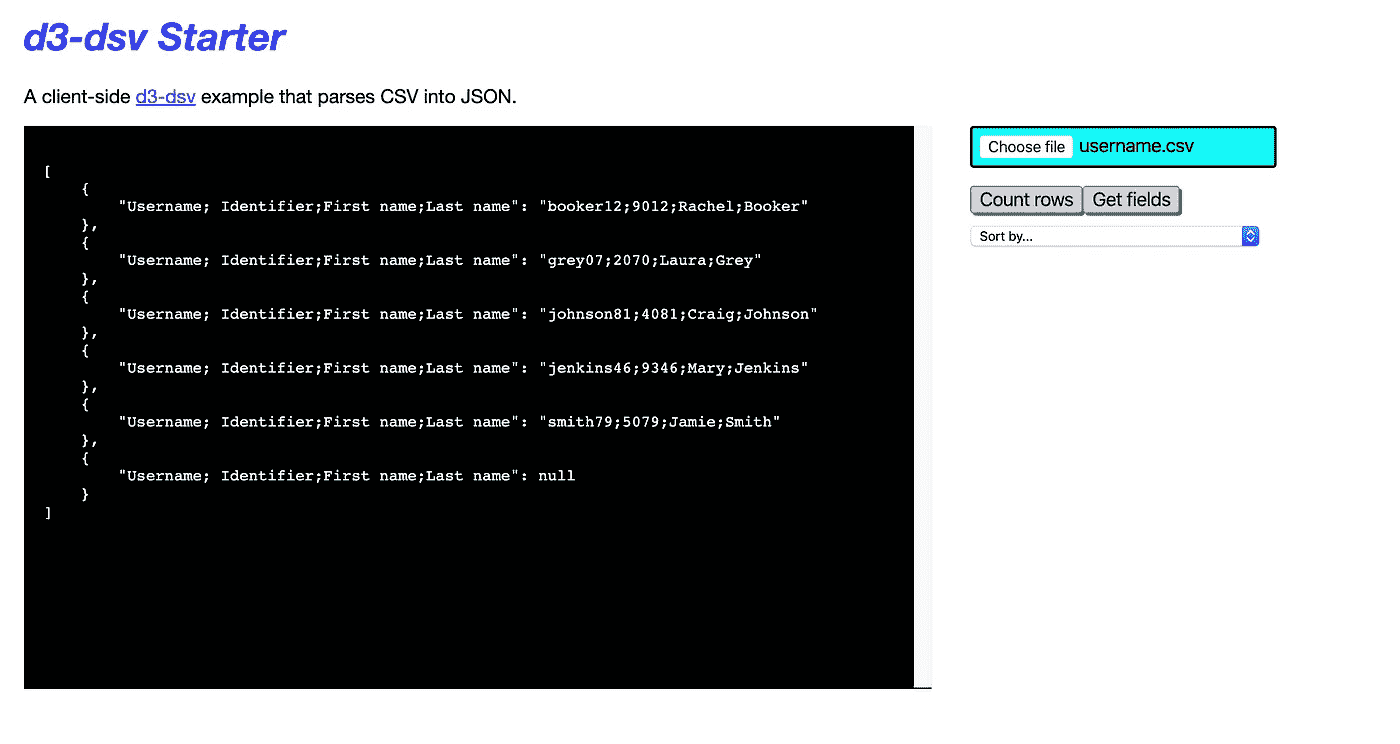 d3-dsv Starter
A client-side d3-dsv example that parses CSV into JSON.
[
    {
        "Username; Identifier;First name;Last name": "booker12;9012;Rachel;Booker"
    },
    {
        "Username; Identifier;First name;Last name": "grey07;2070;Laura;Grey"
    },
    {
        "Username; Identifier;First name;Last name": "johnson81;4081;Craig;Johnson"
    },
    {
        "Username; Identifier;First name;Last name": "jenkins46;9346;Mary;Jenkins"
    },
    {
        "Username; Identifier;First name;Last name": "smith79;5079;Jamie;Smith"
    },
    {
        "Username; Identifier;First name;Last name": null
    }
]
Choose file username.csv
Count rows Get fields
Sort by...